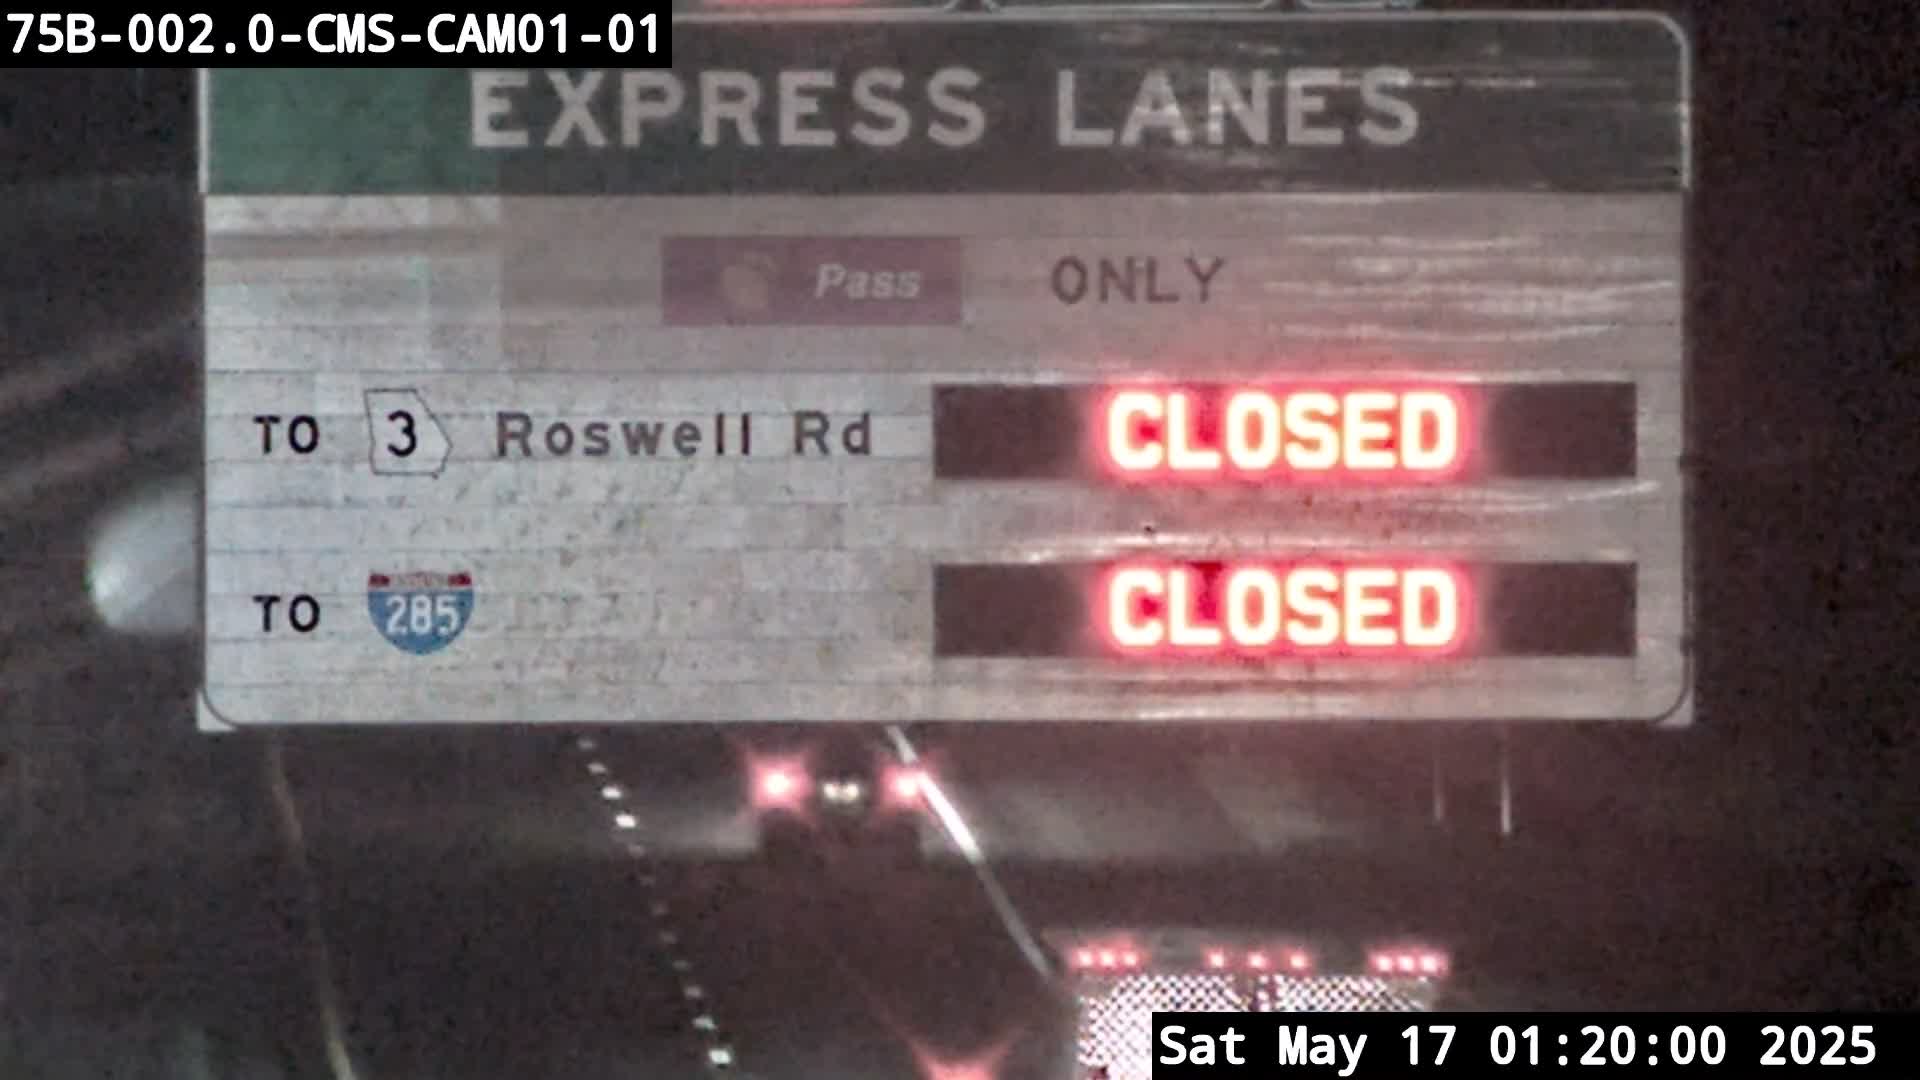 75B-002.0-CMS-CAM01-01
EXPRESS LANES
Pass ONLY
TO 3 Roswell Rd CLOSED
TO 285 CLOSED
Sat May 17 01:20:00 2025